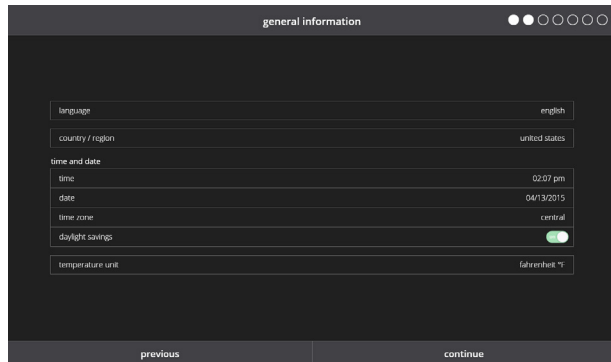 general information
language english
country / region united states
time and date
time 02:07 pm
date 04/13/2015
time zone central
daylight savings
temperature unit fahrenheit °F
previous continue